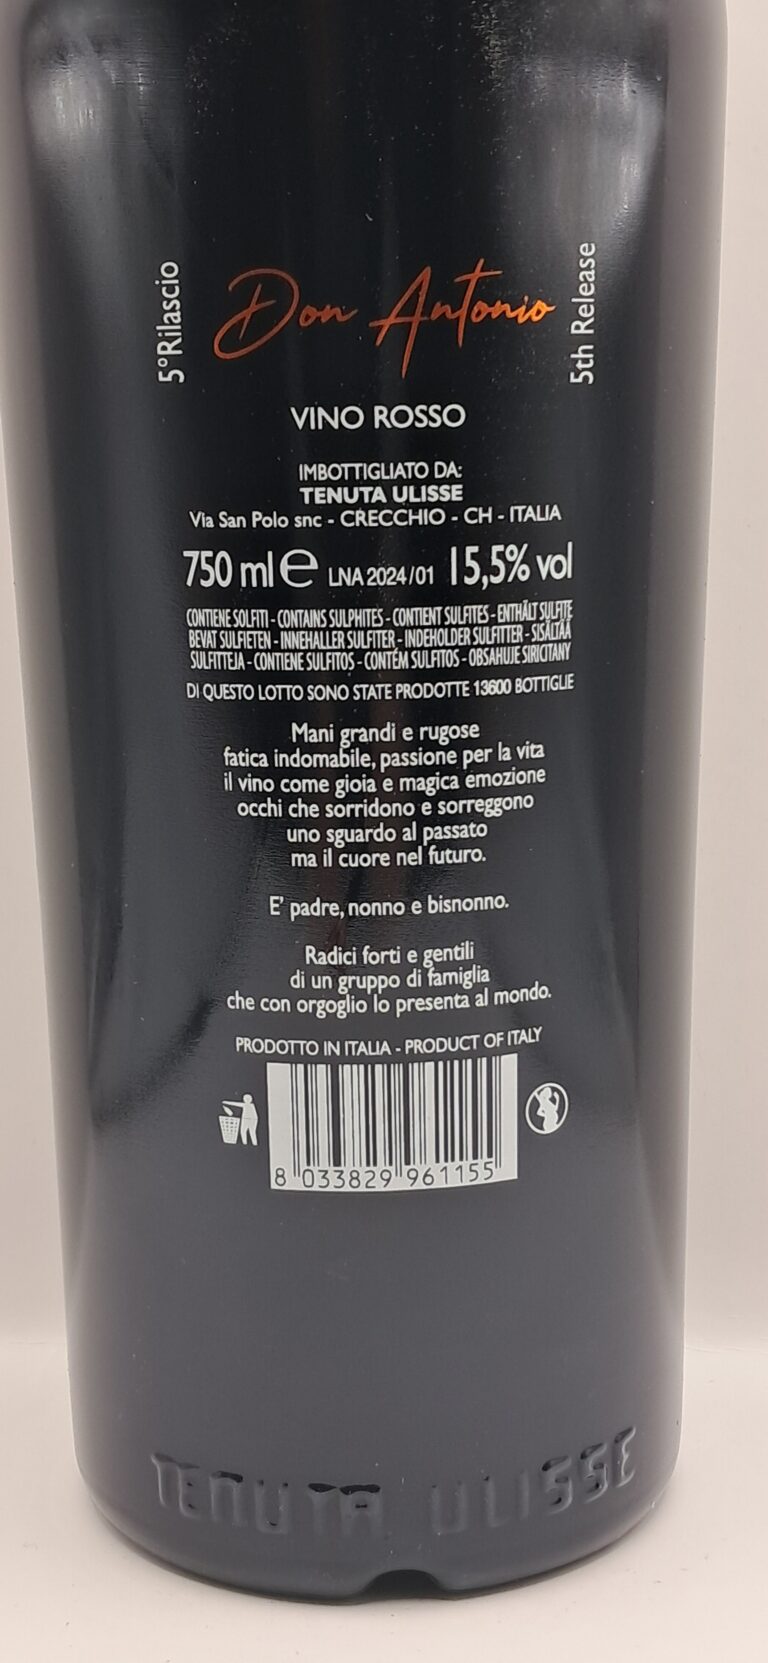 5°Rilascio
Don Antonio
5th Release
VINO ROSSO
IMBOTTIGLIATO DA:
TENUTA ULISSE
Via San Polo snc - CRECCHIO - CH - ITALIA
750 ml e LNA 2024/01 15,5% vol
CONTIENE SOLFITI - CONTAINS SULPHITES - CONTIENT SULFITES - ENTHÄLT SULFITE
BEVAT SULFIETEN - INNEHALLER SULFITER - INDEHOLDER SULFITTER - SISÄLTÄÄ
SULFITTEJA - CONTIENE SULFITOS - CONTÉM SULFITOS - OBSAHUJE SIRICITANY
DI QUESTO LOTTO SONO STATE PRODOTTE 13600 BOTTIGLIE
Mani grandi e rugose
fatica indomabile, passione per la vita
il vino come gioia e magica emozione
occhi che sorridono e sorreggono
uno sguardo al passato
ma il cuore nel futuro.
E' padre, nonno e bisnonno.
Radici forti e gentili
di un gruppo di famiglia
che con orgoglio lo presenta al mondo.
PRODOTTO IN ITALIA - PRODUCT OF ITALY
8 033829 961155
TENUTA ULISSE